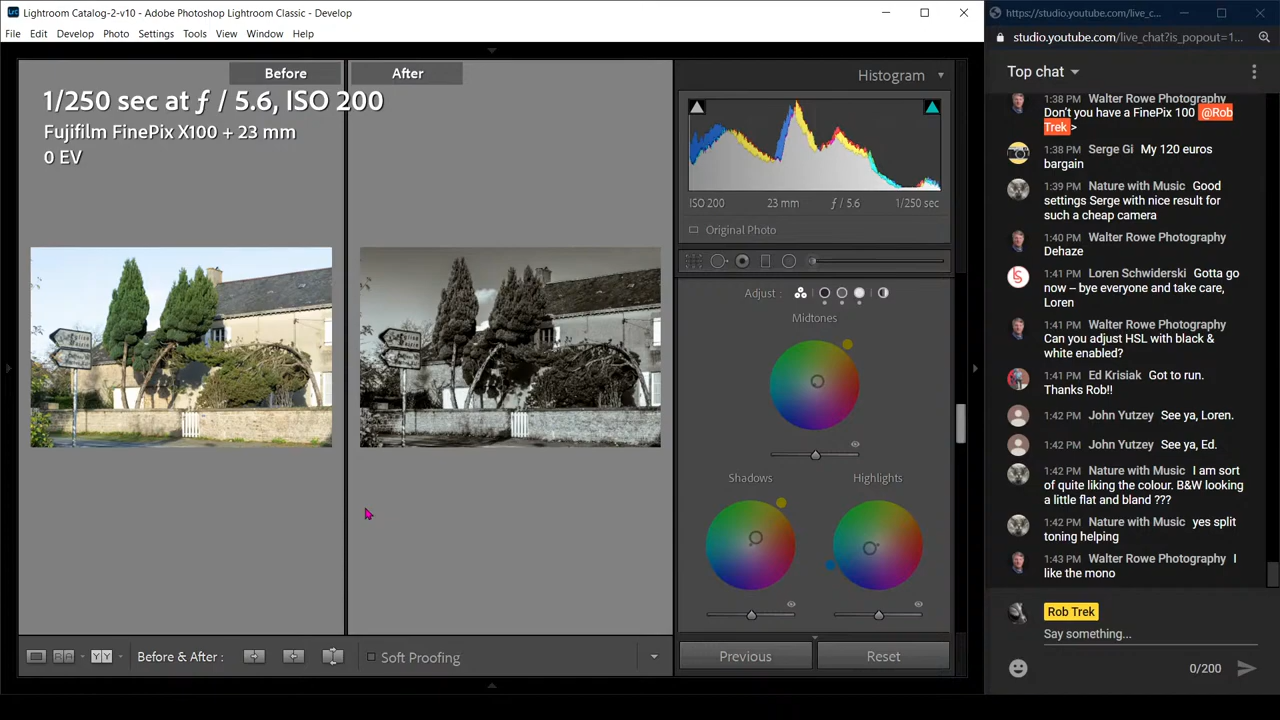 Lightroom Catalog-2-v10 - Adobe Photoshop Lightroom Classic - Develop
File Edit Develop Photo Settings Tools View Window Help
Before After
1/250 sec at ƒ / 5.6, ISO 200
Fujifilm FinePix X100 + 23 mm
0 EV
Histogram
ISO 200 23 mm ƒ / 5.6 1/250 sec
Original Photo
Adjust :
Midtones
Shadows Highlights
Before & After : Soft Proofing
Previous Reset
https://studio.youtube.com/live_c...
studio.youtube.com/live_chat?is_popout=1...
Top chat
1:38 PM Walter Rowe Photography
Don't you have a FinePix 100 @Rob
Trek >
1:38 PM Serge Gi My 120 euros
bargain
1:39 PM Nature with Music Good
settings Serge with nice result for
such a cheap camera
1:40 PM Walter Rowe Photography
Dehaze
1:41 PM Loren Schwiderski Gotta go
now – bye everyone and take care,
Loren
1:41 PM Walter Rowe Photography
Can you adjust HSL with black &
white enabled?
1:41 PM Ed Krisiak Got to run.
Thanks Rob!!
1:42 PM John Yutzey See ya, Loren.
1:42 PM John Yutzey See ya, Ed.
1:42 PM Nature with Music I am sort
of quite liking the colour. B&W looking
a little flat and bland ???
1:42 PM Nature with Music yes split
toning helping
1:43 PM Walter Rowe Photography I
like the mono
Rob Trek
Say something...
0/200